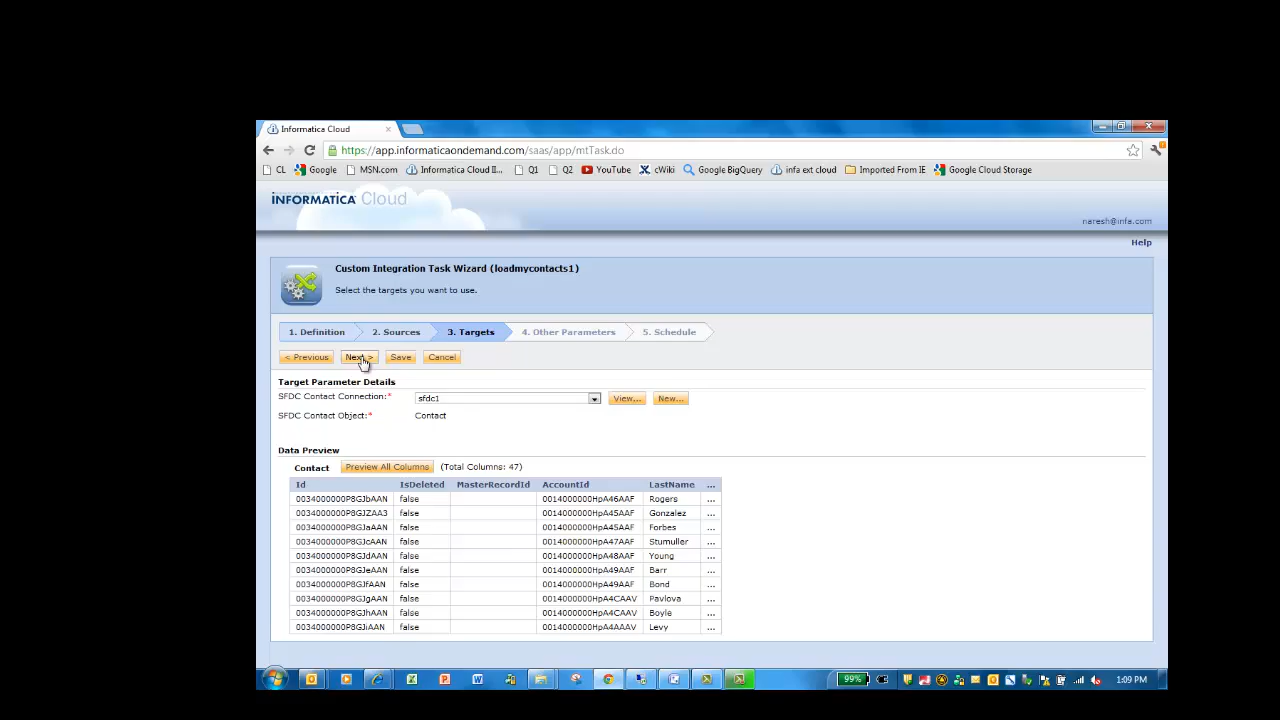 Informatica Cloud
https://app.informaticaondemand.com/saas/app/mtTask.do
CL Google MSN.com Informatica Cloud II... Q1 Q2 YouTube cWiki Google BigQuery infa ext cloud Imported From IE Google Cloud Storage
INFORMATICA Cloud
naresh@infa.com
Help
Custom Integration Task Wizard (loadmycontacts1)
Select the targets you want to use.
1. Definition 2. Sources 3. Targets 4. Other Parameters 5. Schedule
< Previous Next > Save Cancel
Target Parameter Details
SFDC Contact Connection:* sfdc1 View... New...
SFDC Contact Object:* Contact
Data Preview
Contact Preview All Columns (Total Columns: 47)
Id IsDeleted MasterRecordId AccountId LastName ...
0034000000P8GJbAAN false 0014000000HpA46AAF Rogers ...
0034000000P8GJZAA3 false 0014000000HpA45AAF Gonzalez ...
0034000000P8GJaAAN false 0014000000HpA45AAF Forbes ...
0034000000P8GJcAAN false 0014000000HpA47AAF Stumuller ...
0034000000P8GJdAAN false 0014000000HpA48AAF Young ...
0034000000P8GJeAAN false 0014000000HpA49AAF Barr ...
0034000000P8GJfAAN false 0014000000HpA49AAF Bond ...
0034000000P8GJgAAN false 0014000000HpA4CAAV Pavlova ...
0034000000P8GJhAAN false 0014000000HpA4CAAV Boyle ...
0034000000P8GJiAAN false 0014000000HpA4AAAV Levy ...
99% 1:09 PM